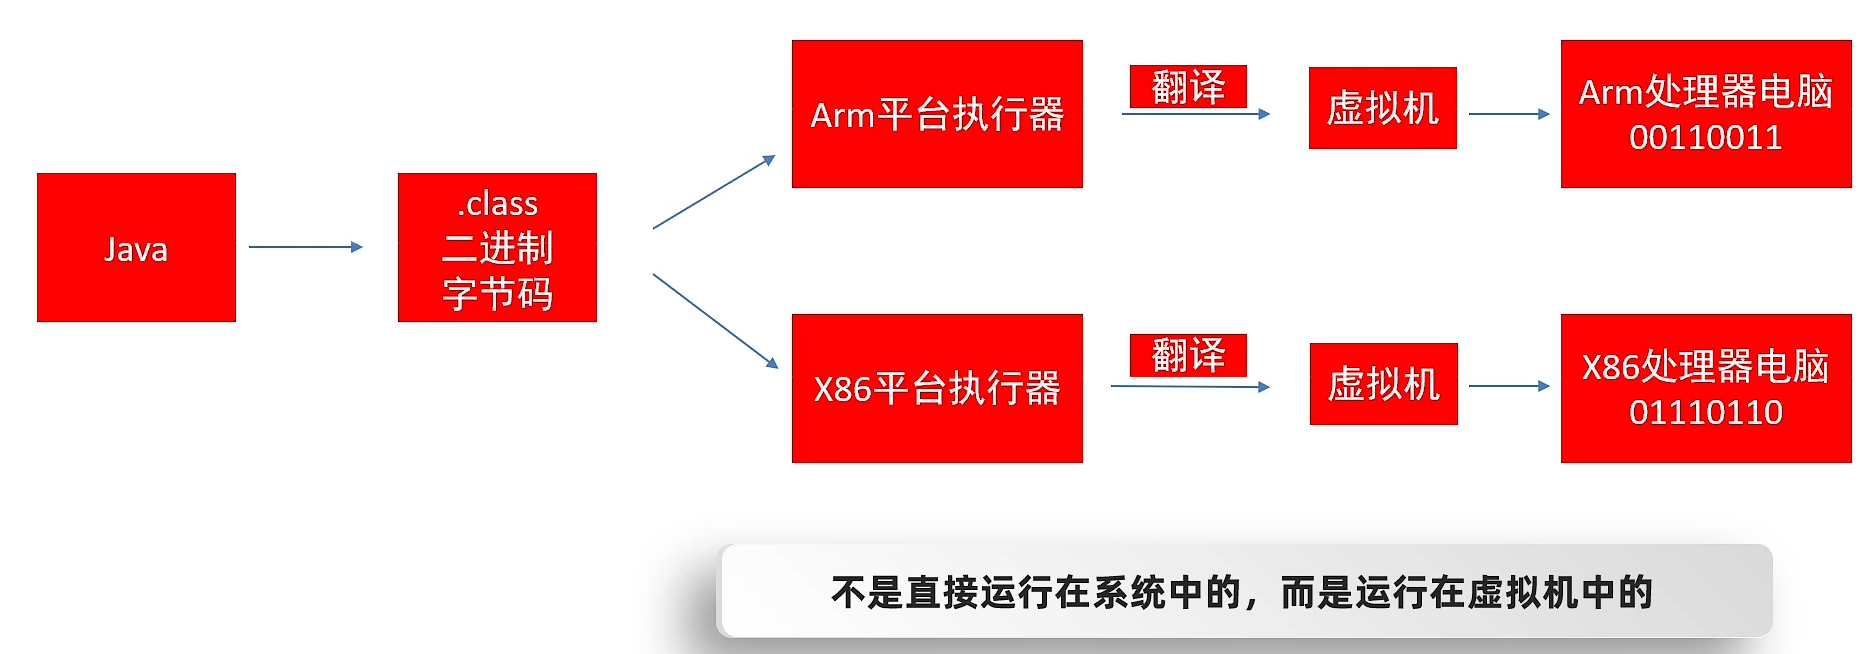 Java
.class
二进制
字节码
Arm平台执行器
翻译
虚拟机
Arm处理器电脑
00110011
X86平台执行器
翻译
虚拟机
X86处理器电脑
01110110
不是直接运行在系统中的，而是运行在虚拟机中的